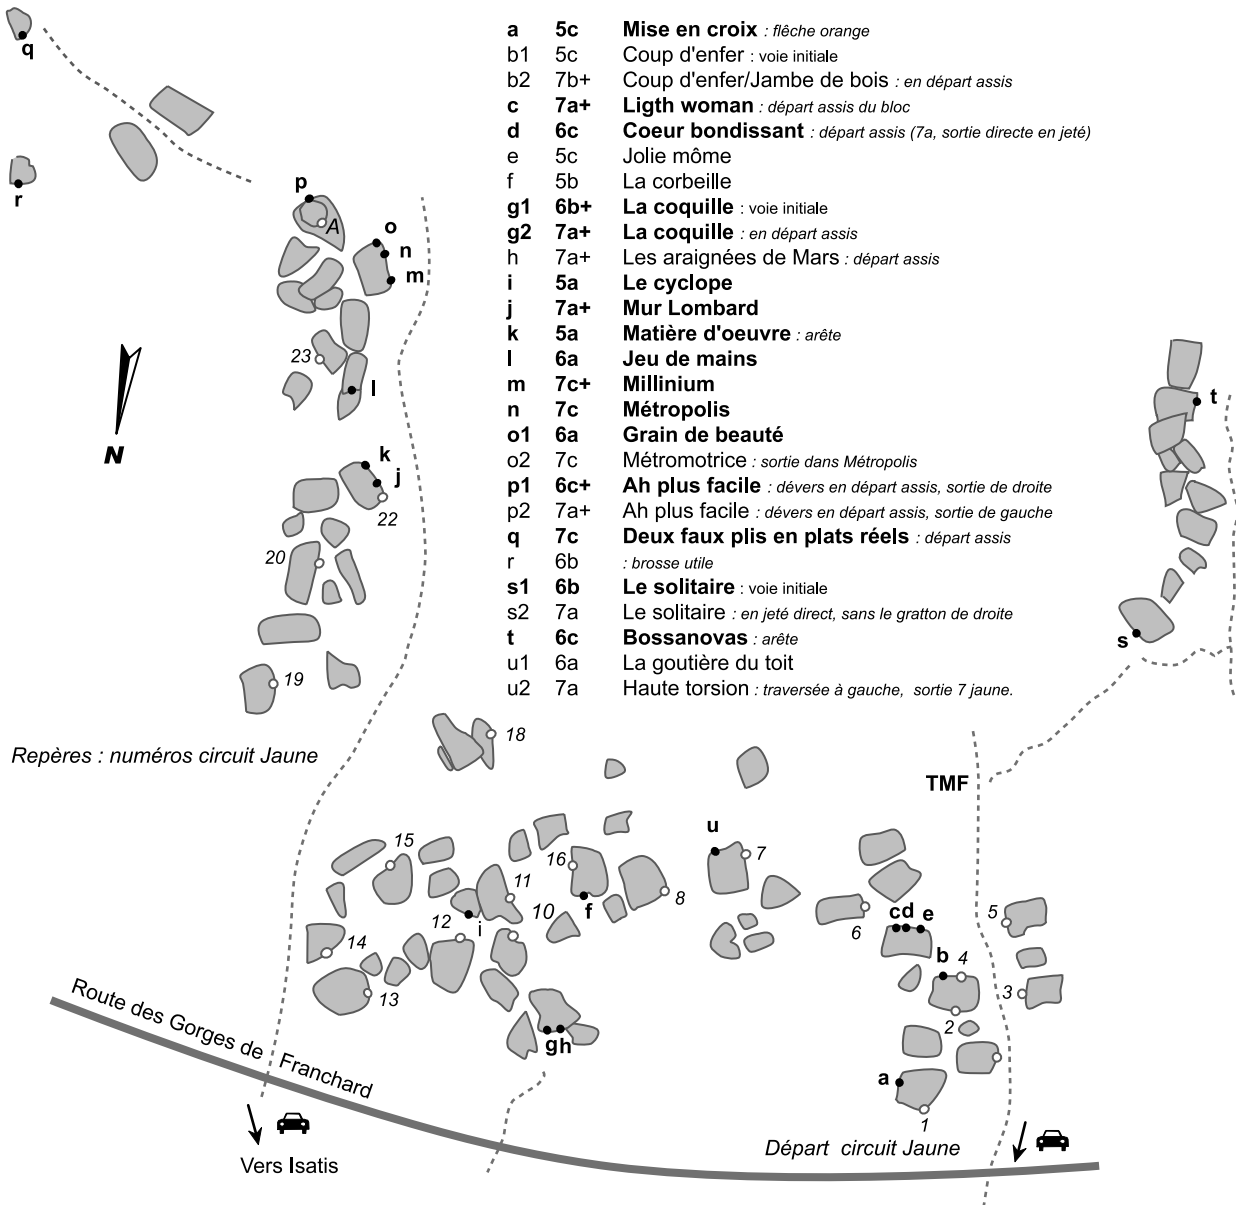 a 5c Mise en croix : flêche orange
b1 5c Coup d'enfer : voie initiale
b2 7b+ Coup d'enfer/Jambe de bois : en départ assis
c 7a+ Ligth woman : départ assis du bloc
d 6c Coeur bondissant : départ assis (7a, sortie directe en jeté)
e 5c Jolie môme
f 5b La corbeille
g1 6b+ La coquille : voie initiale
g2 7a+ La coquille : en départ assis
h 7a+ Les araignées de Mars : départ assis
i 5a Le cyclope
j 7a+ Mur Lombard
k 5a Matière d'oeuvre : arête
l 6a Jeu de mains
m 7c+ Millinium
n 7c Métropolis
o1 6a Grain de beauté
o2 7c Métromotrice : sortie dans Métropolis
p1 6c+ Ah plus facile : dévers en départ assis, sortie de droite
p2 7a+ Ah plus facile : dévers en départ assis, sortie de gauche
q 7c Deux faux plis en plats réels : départ assis
r 6b : brosse utile
s1 6b Le solitaire : voie initiale
s2 7a Le solitaire : en jeté direct, sans le gratton de droite
t 6c Bossanovas : arête
u1 6a La goutière du toit
u2 7a Haute torsion : traversée à gauche, sortie 7 jaune.
q
r
p
A
o
n
m
23
l
N
k
j
22
20
19
t
s
Repères : numéros circuit Jaune
18
TMF
15
16
u
7
11
8
f
10
12
i
14
13
6
cd
e
5
b
4
3
2
gh
a
1
Route des Gorges de Franchard
Départ circuit Jaune
Vers Isatis